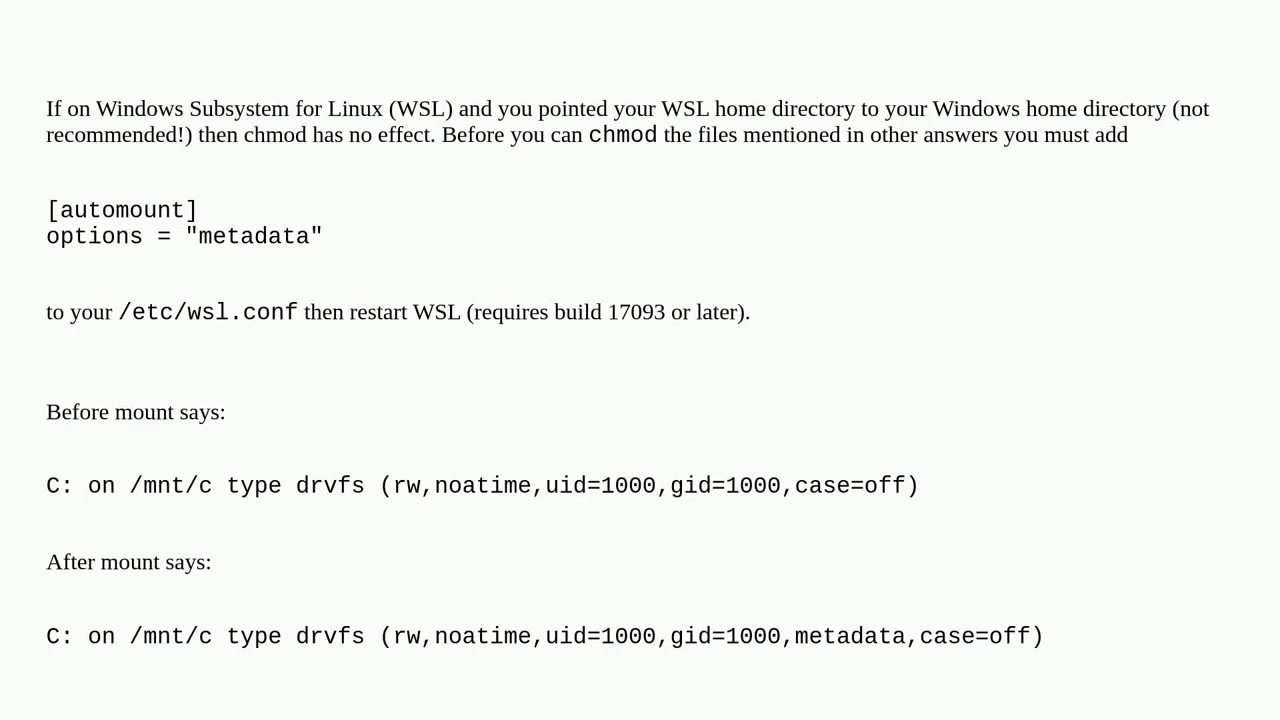 If on Windows Subsystem for Linux (WSL) and you pointed your WSL home directory to your Windows home directory (not
recommended!) then chmod has no effect. Before you can chmod the files mentioned in other answers you must add
[automount]
options = "metadata"
to your /etc/wsl.conf then restart WSL (requires build 17093 or later).
Before mount says:
C: on /mnt/c type drvfs (rw,noatime,uid=1000,gid=1000,case=off)
After mount says:
C: on /mnt/c type drvfs (rw,noatime,uid=1000,gid=1000,metadata,case=off)